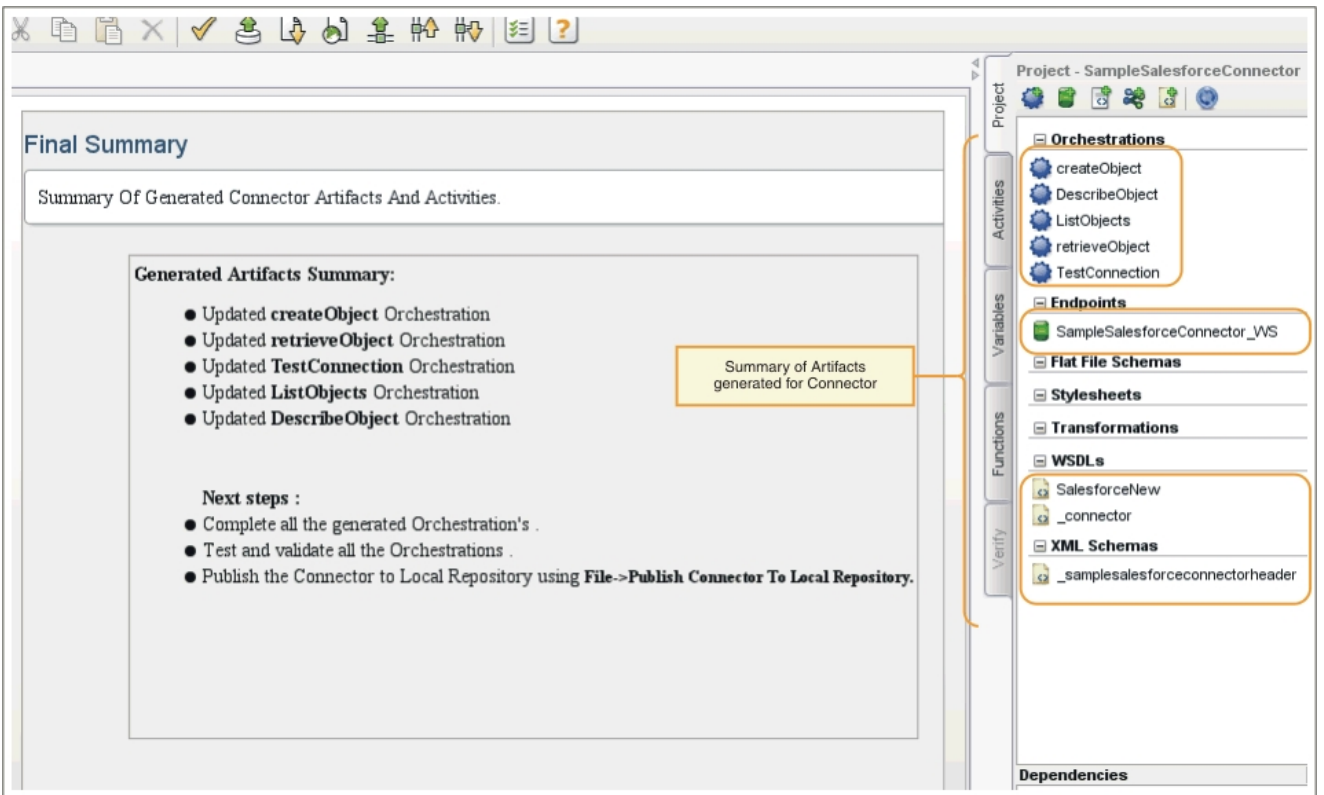 Final Summary
Summary Of Generated Connector Artifacts And Activities.
Generated Artifacts Summary:
Updated createObject Orchestration
Updated retrieveObject Orchestration
Updated TestConnection Orchestration
Updated ListObjects Orchestration
Updated DescribeObject Orchestration
Next steps :
Complete all the generated Orchestration's .
Test and validate all the Orchestrations .
Publish the Connector to Local Repository using File->Publish Connector To Local Repository.
Summary of Artifacts
generated for Connector
Project
Activities
Variables
Functions
Verify
Project - SampleSalesforceConnector
Orchestrations
createObject
DescribeObject
ListObjects
retrieveObject
TestConnection
Endpoints
SampleSalesforceConnector_WS
Flat File Schemas
Stylesheets
Transformations
WSDLs
SalesforceNew
_connector
XML Schemas
_samplesalesforceconnectorheader
Dependencies